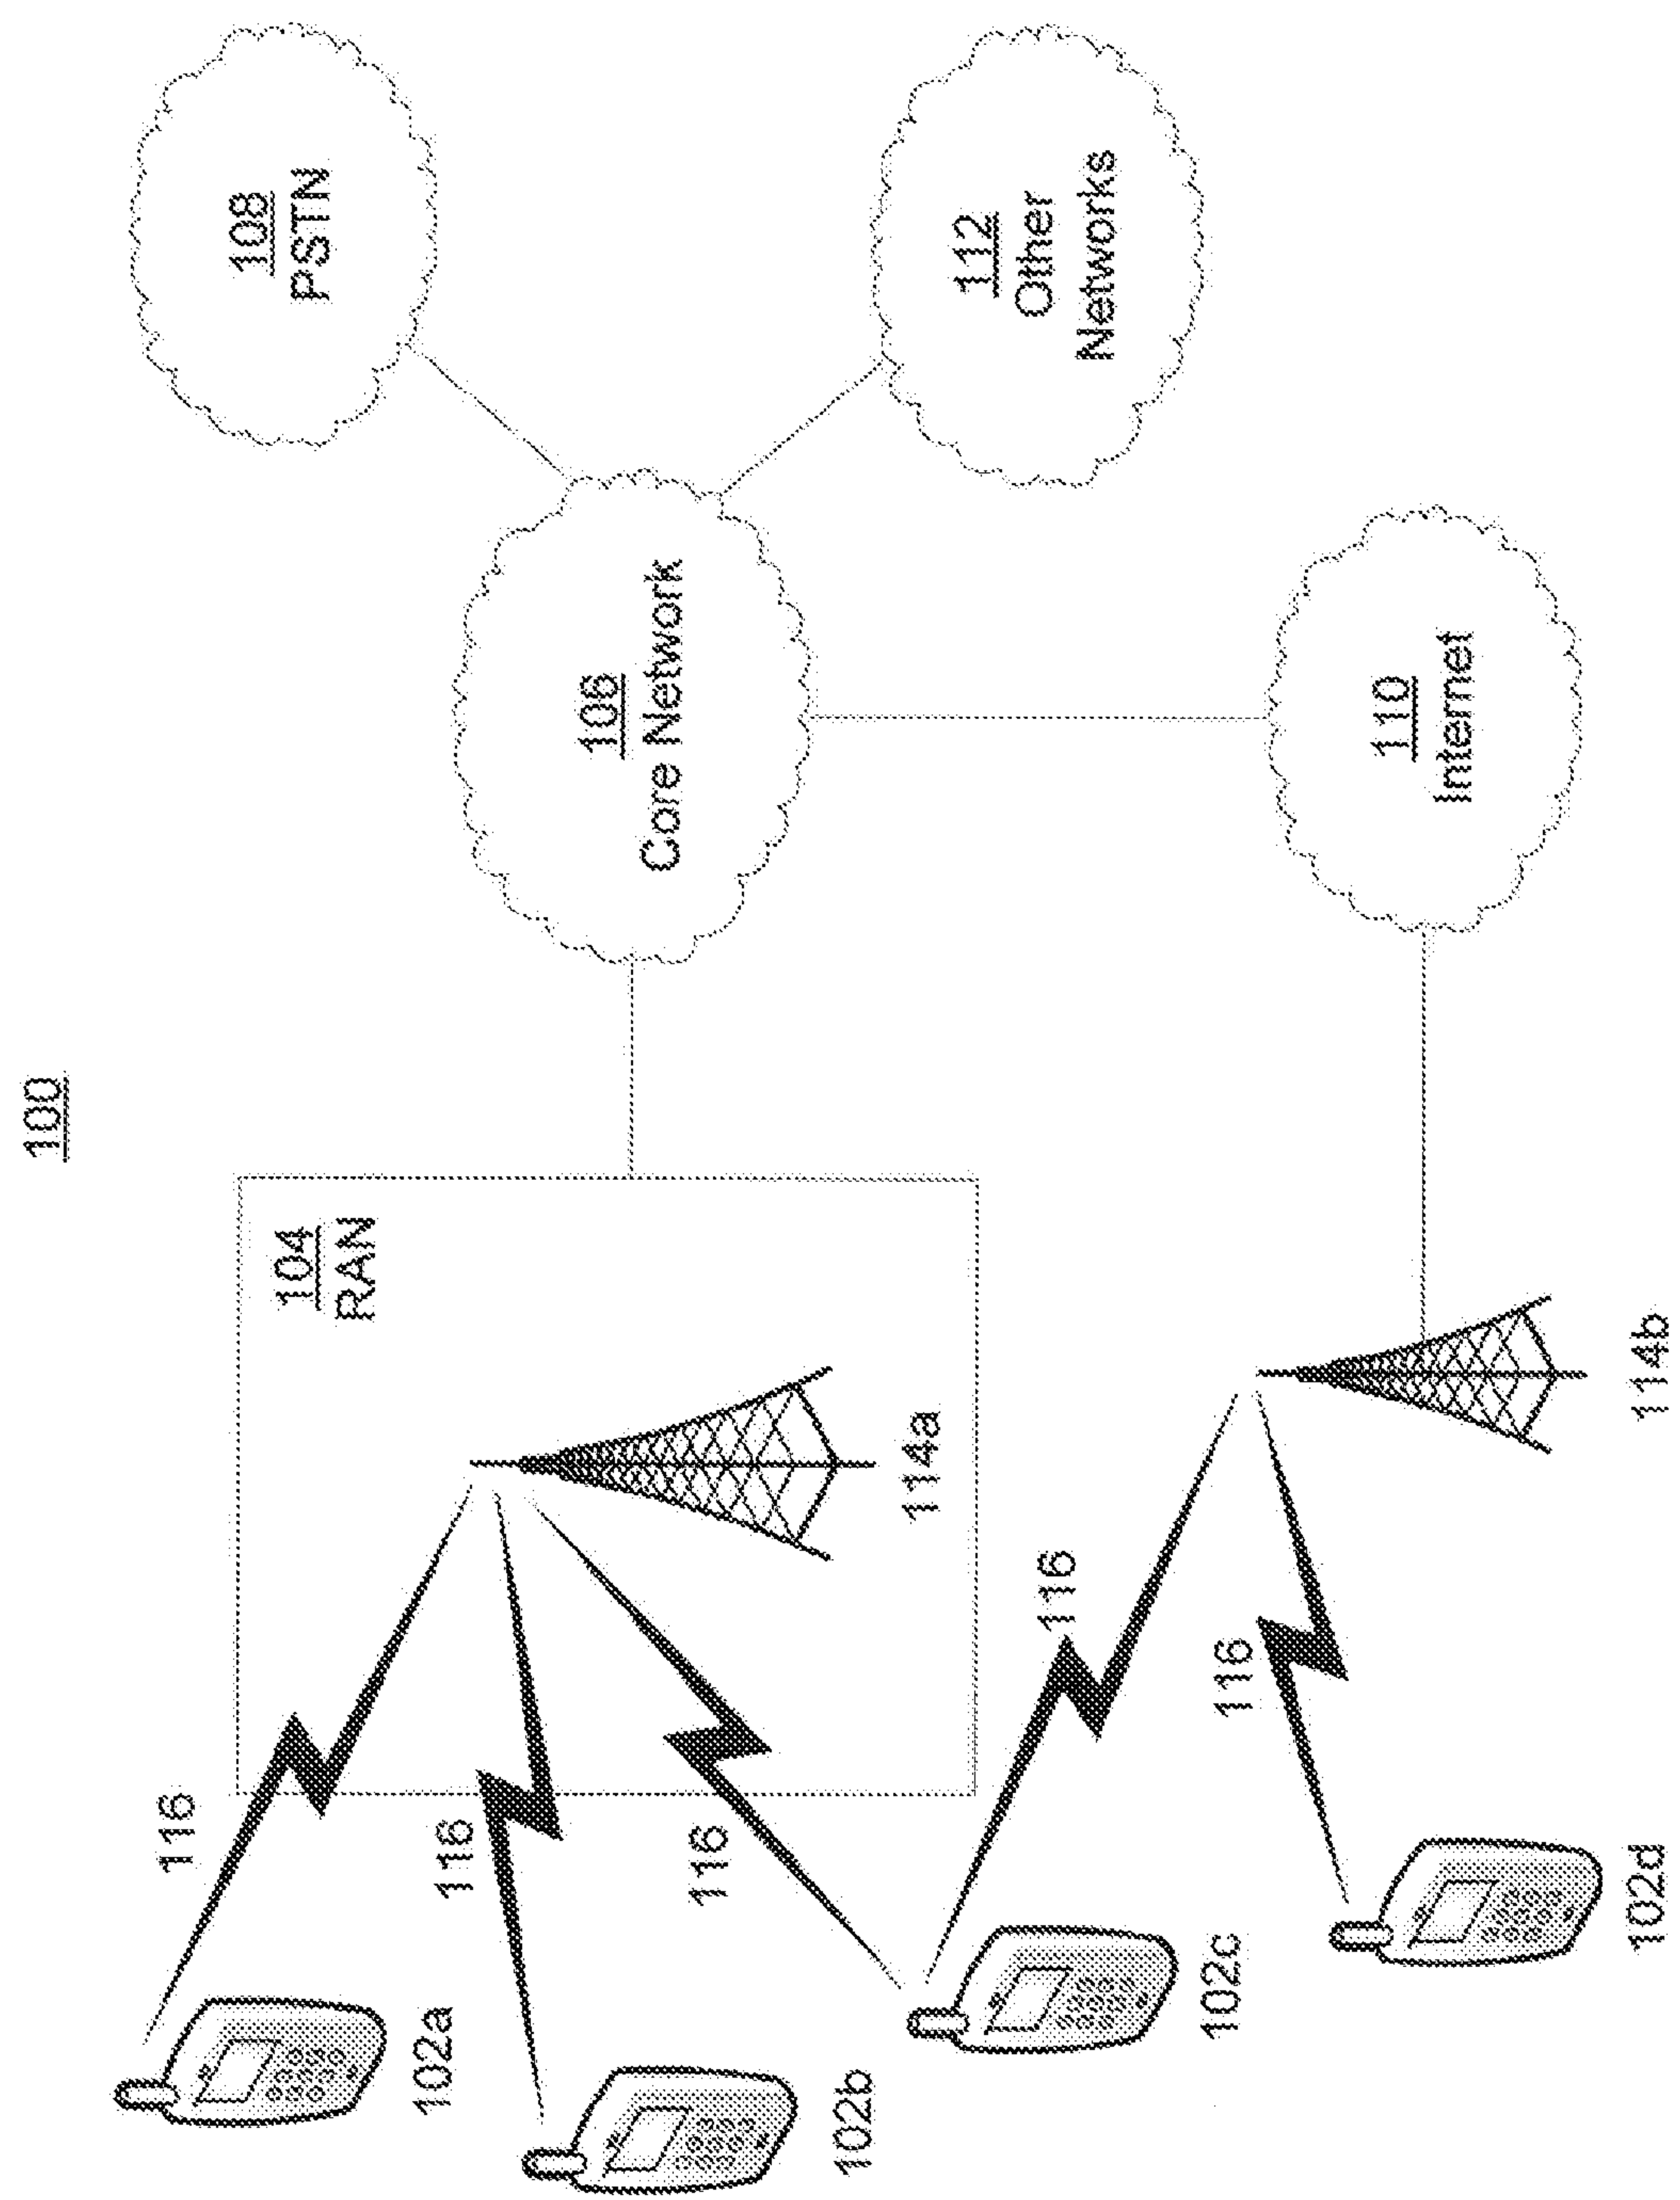 100
108
PSTN
106
Core Network
112
Other
Networks
110
Internet
104
RAN
114a
114b
116
116
116
116
116
102a
102b
102c
102d